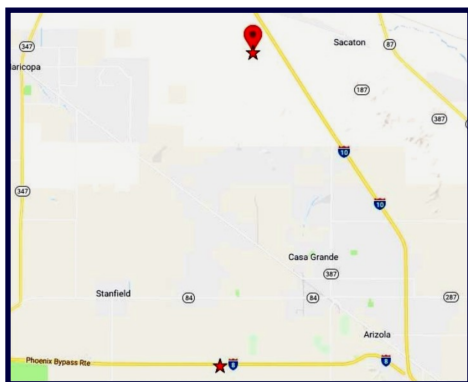 347
Sacaton
87
aricopa
187
387
10
347
10
Casa Grande
387
Stanfield
84
84
287
Arizola
Phoenix Bypass Rte
8
8